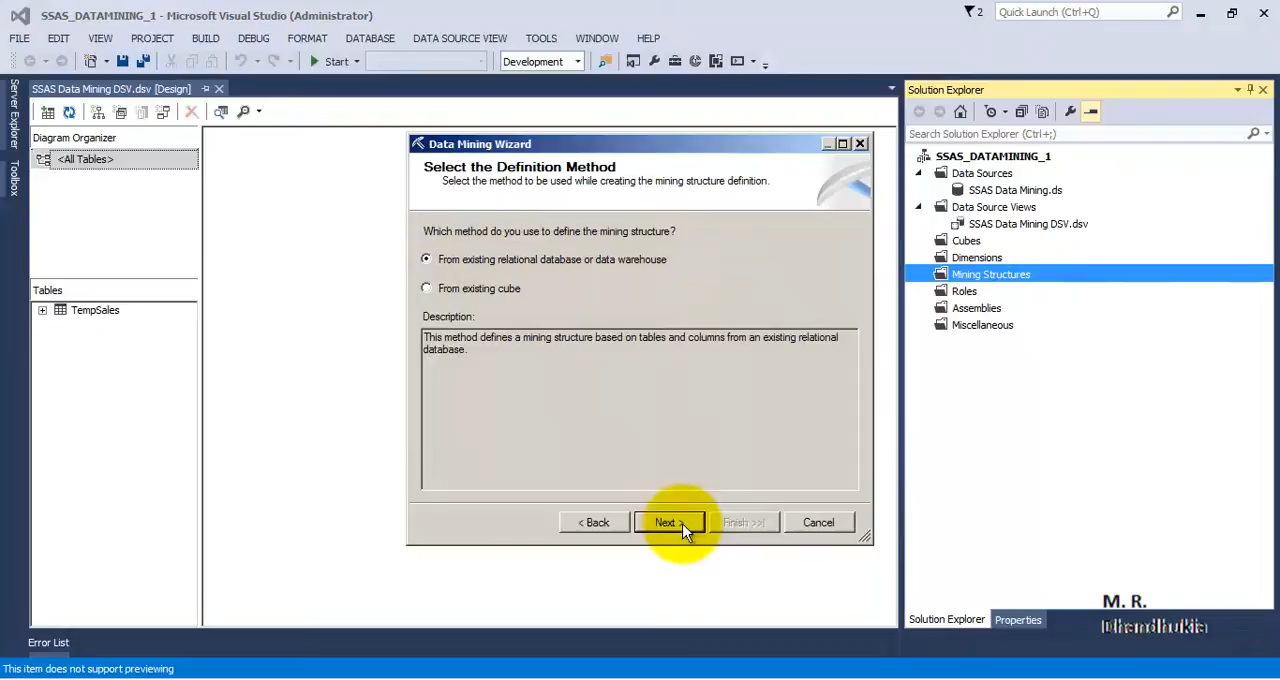 SSAS_DATAMINING_1 - Microsoft Visual Studio (Administrator)
2
Quick Launch (Ctrl+Q)
FILE EDIT VIEW PROJECT BUILD DEBUG FORMAT DATABASE DATA SOURCE VIEW TOOLS WINDOW HELP
Start
Development
Server Explorer
Toolbox
SSAS Data Mining DSV.dsv [Design]
Diagram Organizer
<All Tables>
Tables
TempSales
Data Mining Wizard
Select the Definition Method
Select the method to be used while creating the mining structure definition.
Which method do you use to define the mining structure?
From existing relational database or data warehouse
From existing cube
Description:
This method defines a mining structure based on tables and columns from an existing relational
database.
< Back
Next >
Finish >>|
Cancel
Solution Explorer
Search Solution Explorer (Ctrl+;)
SSAS_DATAMINING_1
Data Sources
SSAS Data Mining.ds
Data Source Views
SSAS Data Mining DSV.dsv
Cubes
Dimensions
Mining Structures
Roles
Assemblies
Miscellaneous
M. R.
Dhandhukia
Solution Explorer
Properties
Error List
This item does not support previewing